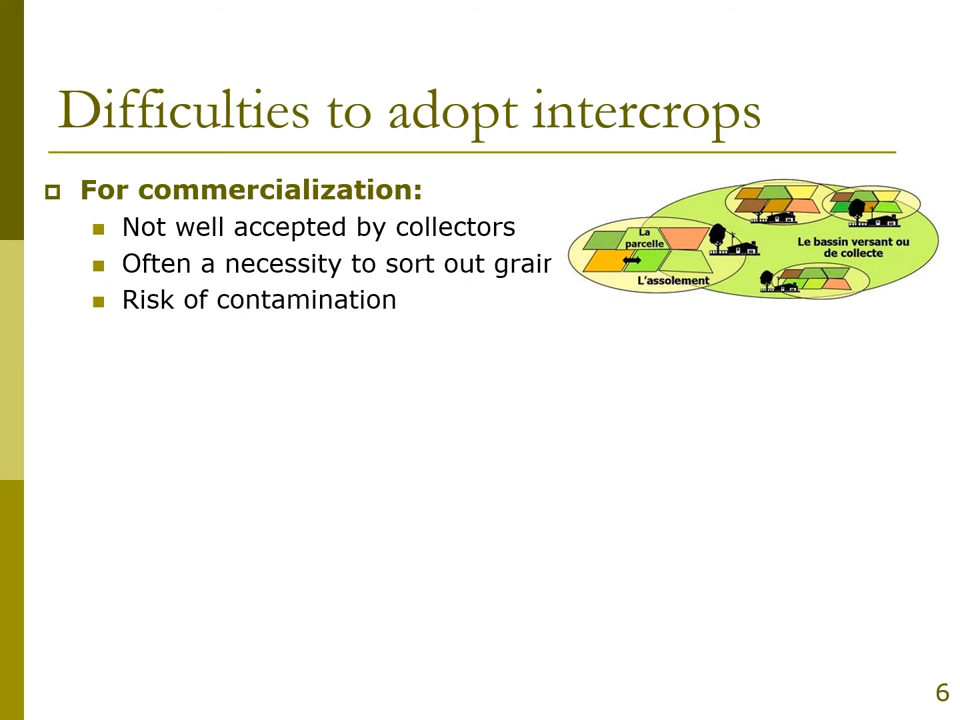 Difficulties to adopt intercrops
For commercialization:
Not well accepted by collectors
Often a necessity to sort out grain
Risk of contamination
La
parcelle
L'assolement
Le bassin versant ou
de collecte
6